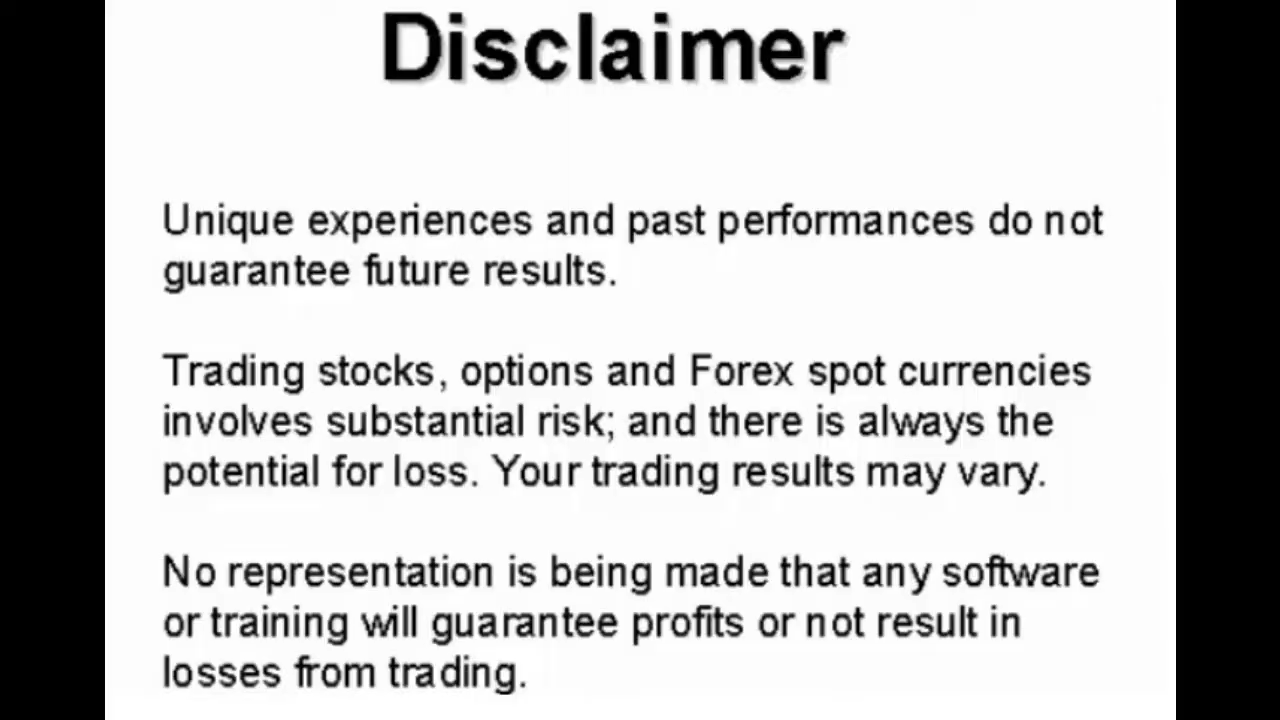 Disclaimer
Unique experiences and past performances do not
guarantee future results.
Trading stocks, options and Forex spot currencies
involves substantial risk; and there is always the
potential for loss. Your trading results may vary.
No representation is being made that any software
or training will guarantee profits or not result in
losses from trading.